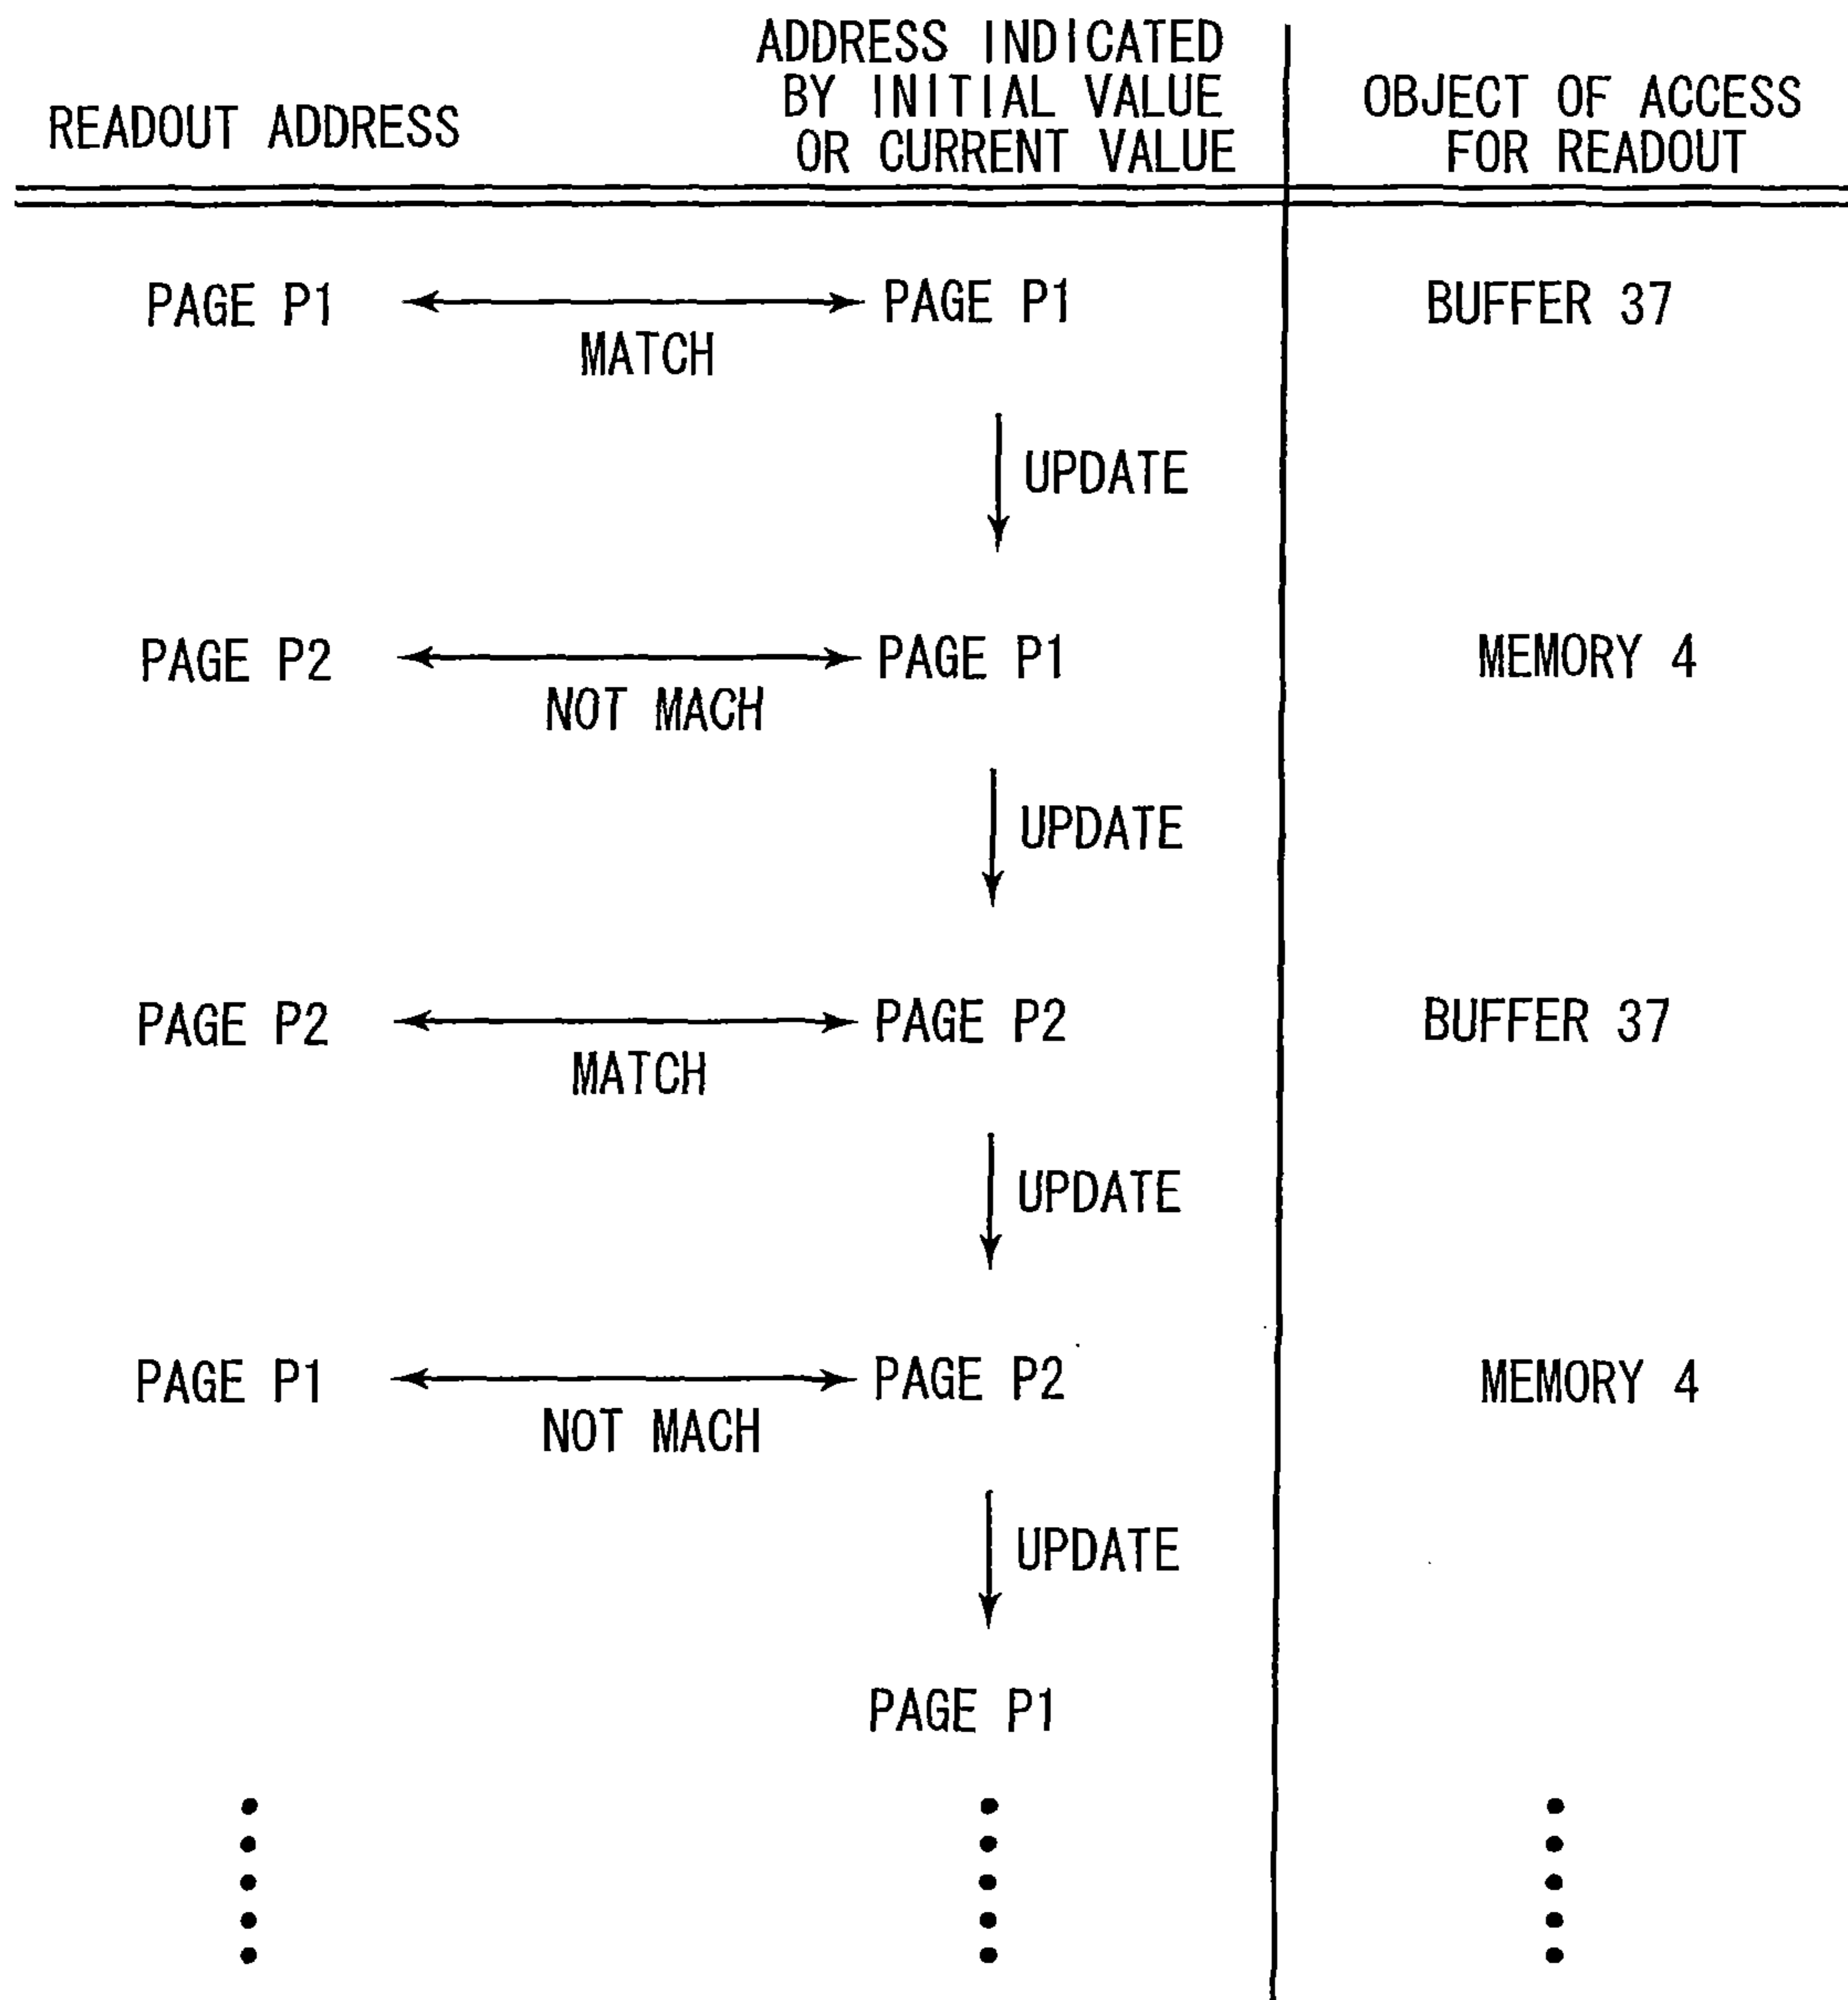 READOUT ADDRESS
ADDRESS INDICATED
BY INITIAL VALUE
OR CURRENT VALUE
OBJECT OF ACCESS
FOR READOUT
PAGE P1 PAGE P1 BUFFER 37
MATCH
UPDATE
PAGE P2 PAGE P1 MEMORY 4
NOT MACH
UPDATE
PAGE P2 PAGE P2 BUFFER 37
MATCH
UPDATE
PAGE P1 PAGE P2 MEMORY 4
NOT MACH
UPDATE
PAGE P1